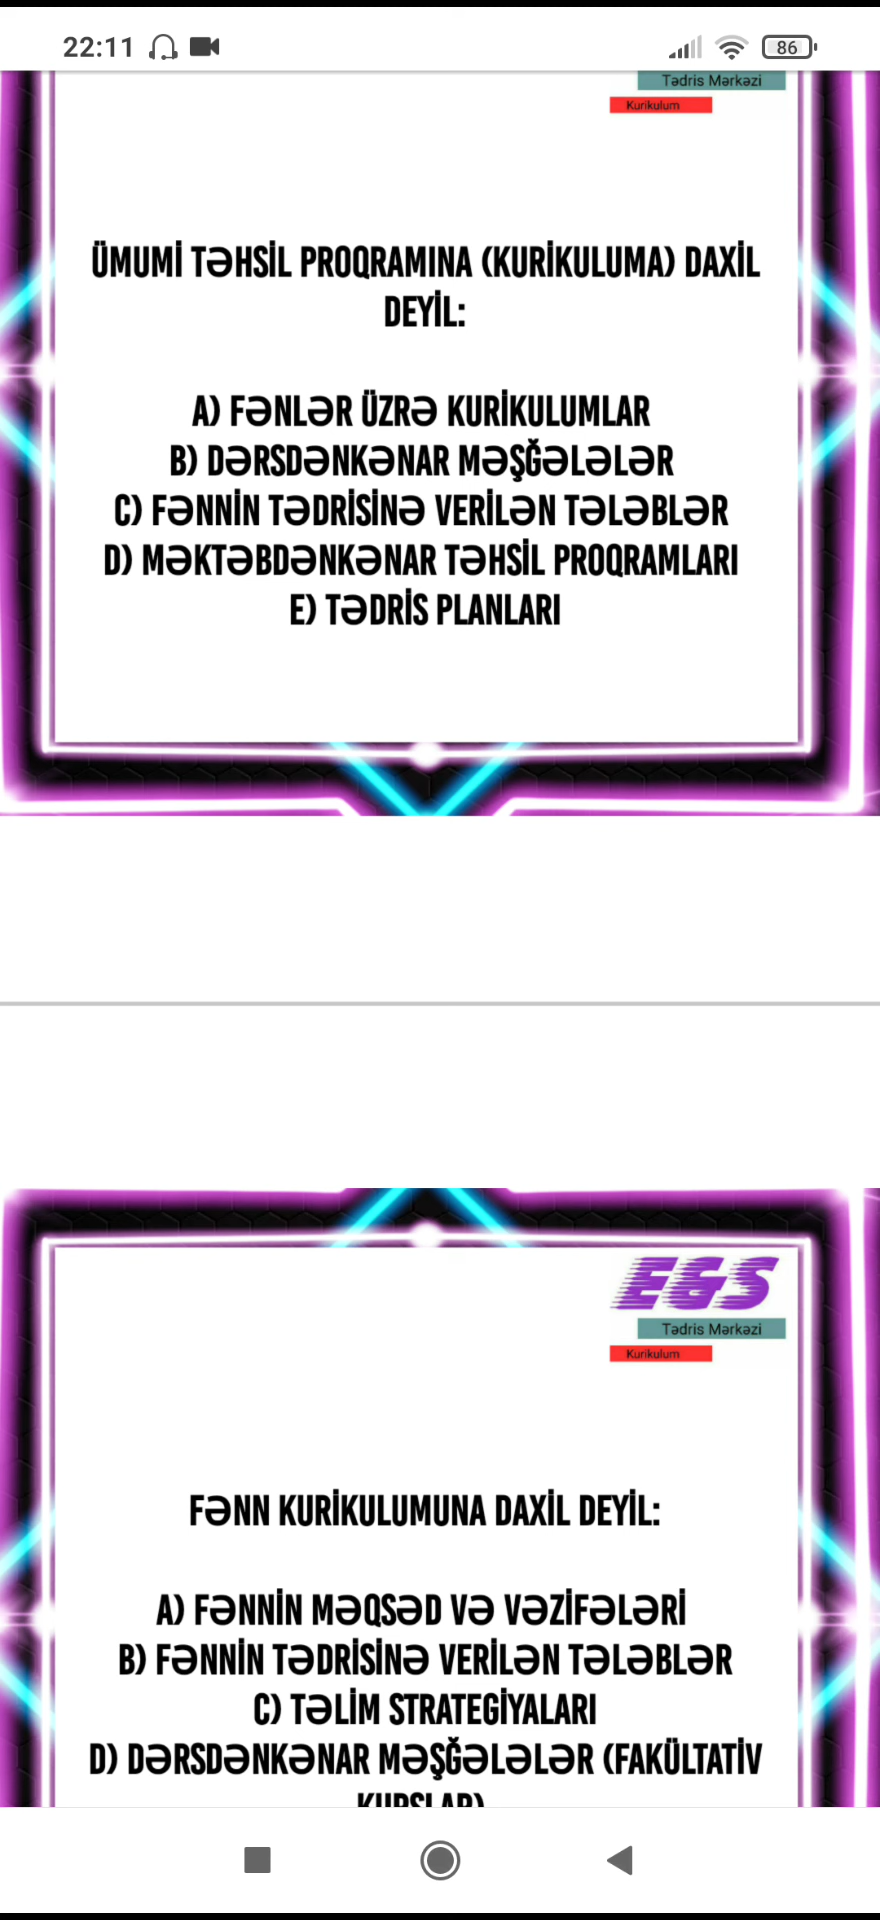 22:11
86
Tədris Mərkəzi
Kurikulum
ÜMUMİ TƏHSİL PROQRAMINA (KURİKULUMA) DAXİL
DEYİL:
A) FƏNLƏR ÜZRƏ KURİKULUMLAR
B) DƏRSDƏNKƏNAR MƏŞĞƏLƏLƏR
C) FƏNNİN TƏDRİSİNƏ VERİLƏN TƏLƏBLƏR
D) MƏKTƏBDƏNKƏNAR TƏHSİL PROQRAMLARI
E) TƏDRİS PLANLARI
E&S
Tədris Mərkəzi
Kurikulum
FƏNN KURİKULUMUNA DAXİL DEYİL:
A) FƏNNİN MƏQSƏD VƏ VƏZİFƏLƏRİ
B) FƏNNİN TƏDRİSİNƏ VERİLƏN TƏLƏBLƏR
C) TƏLİM STRATEGİYALARI
D) DƏRSDƏNKƏNAR MƏŞĞƏLƏLƏR (FAKÜLTATİV
KURSLAR)